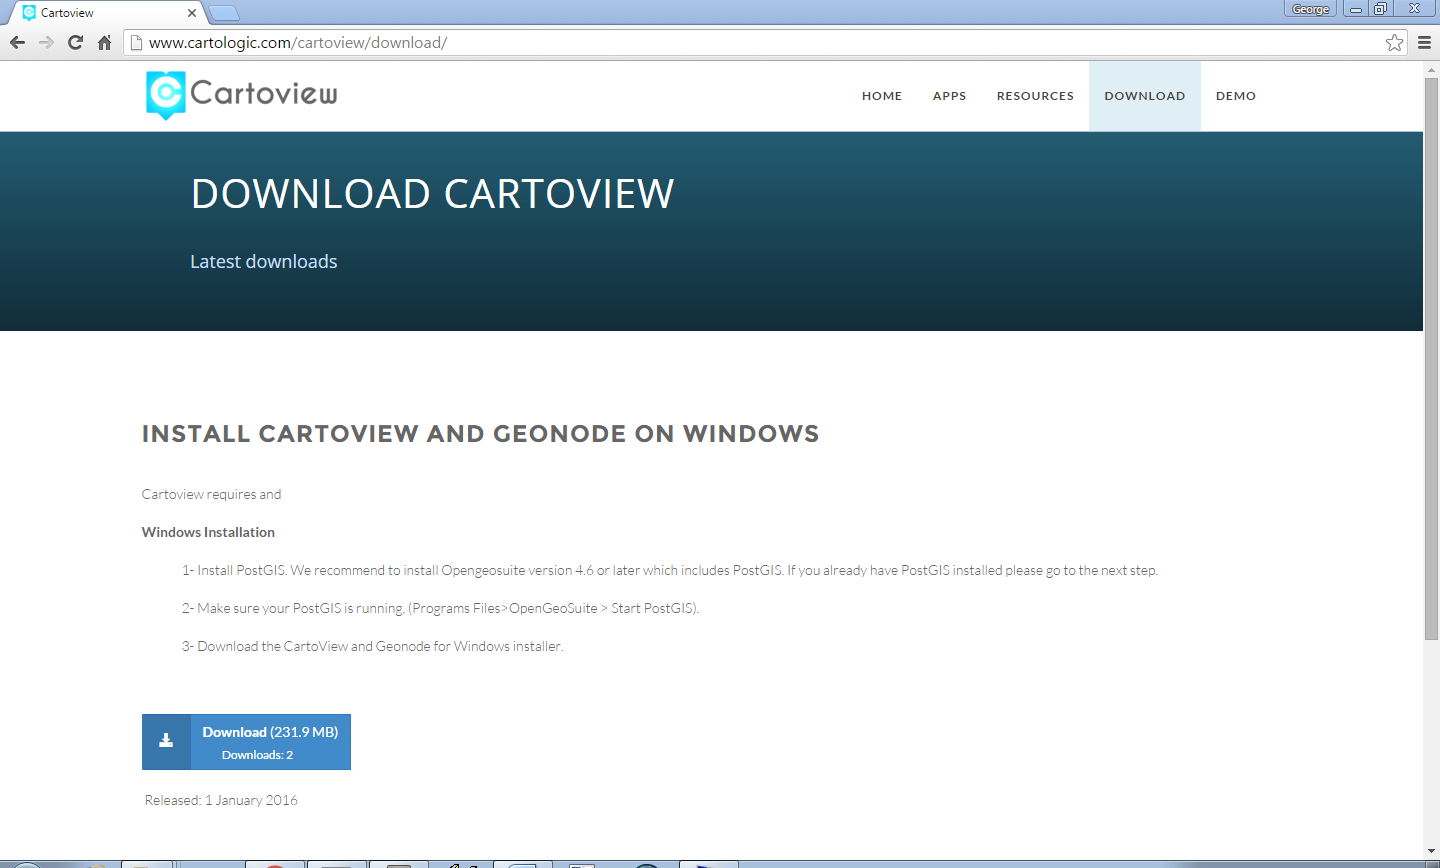 Cartoview
George
www.cartologic.com/cartoview/download/
Cartoview
HOME APPS RESOURCES DOWNLOAD DEMO
DOWNLOAD CARTOVIEW
Latest downloads
INSTALL CARTOVIEW AND GEONODE ON WINDOWS
Cartoview requires and
Windows Installation
1- Install PostGIS. We recommend to install Opengeosuite version 4.6 or later which includes PostGIS. If you already have PostGIS installed please go to the next step.
2- Make sure your PostGIS is running, (Programs Files>OpenGeoSuite > Start PostGIS).
3- Download the CartoView and Geonode for Windows installer.
Download (231.9 MB)
Downloads: 2
Released: 1 January 2016